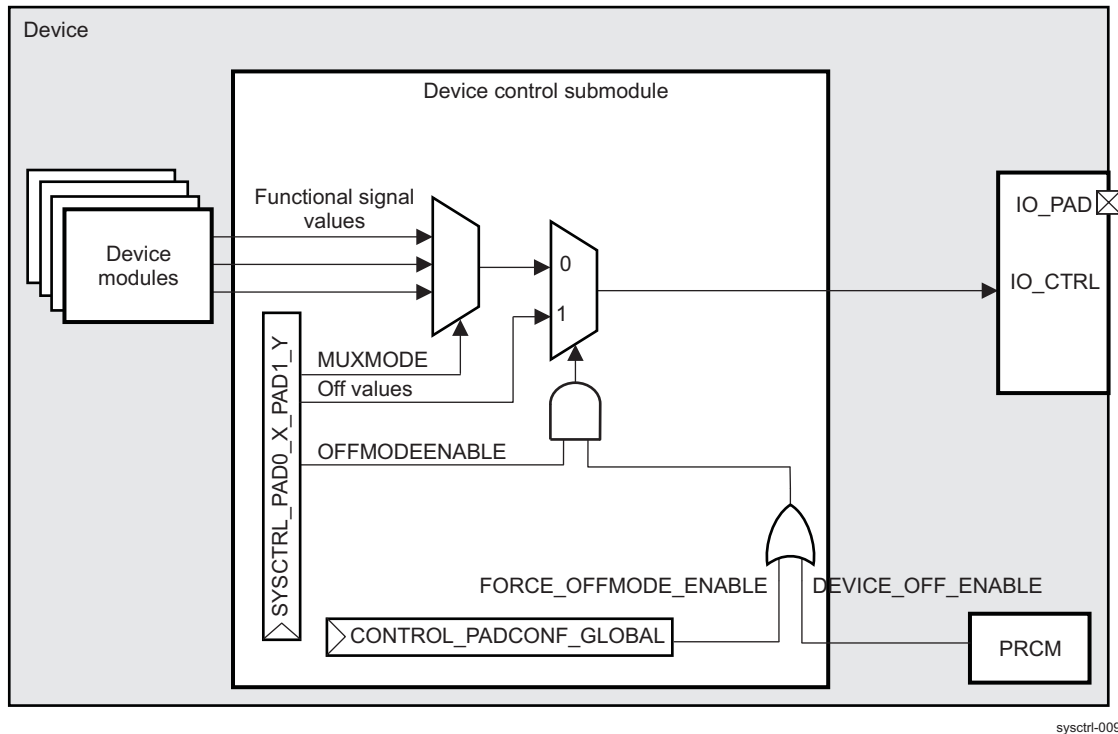 Device
Device control submodule
Functional signal
values
Device
modules
IO_PAD
IO_CTRL
0
1
MUXMODE
Off values
OFFMODEENABLE
SYSCTRL_PAD0_X_PAD1_Y
FORCE_OFFMODE_ENABLE
DEVICE_OFF_ENABLE
CONTROL_PADCONF_GLOBAL
PRCM
sysctrl-009